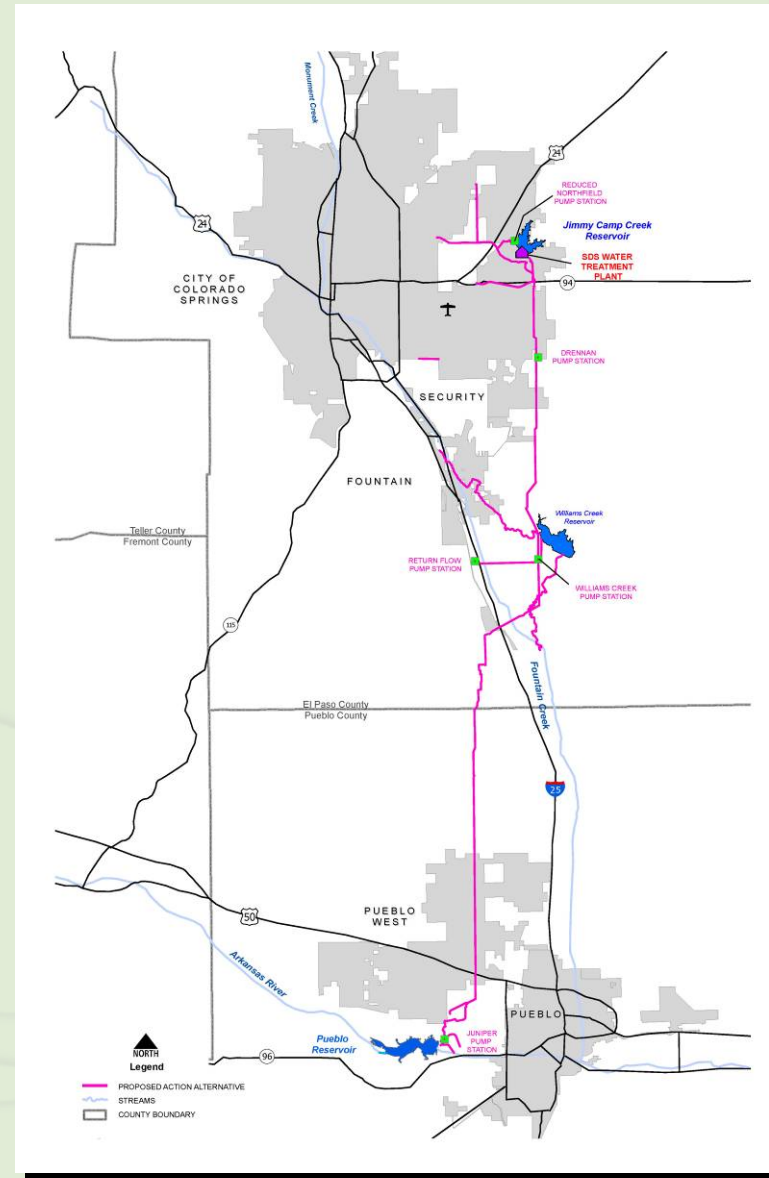 Monument Creek
24
REDUCED
NORTHFIELD
PUMP STATION
Jimmy Camp Creek
Reservoir
24
SDS WATER
TREATMENT
PLANT
CITY OF
COLORADO
SPRINGS
94
DRENNAN
PUMP STATION
SECURITY
FOUNTAIN
Williams Creek
Reservoir
Teller County
Fremont County
RETURN FLOW
PUMP STATION
WILLIAMS CREEK
PUMP STATION
115
Fountain Creek
El Paso County
Pueblo County
25
50
PUEBLO
WEST
Arkansas River
PUEBLO
Pueblo
Reservoir
JUNIPER
PUMP
STATION
96
NORTH
Legend
PROPOSED ACTION ALTERNATIVE
STREAMS
COUNTY BOUNDARY